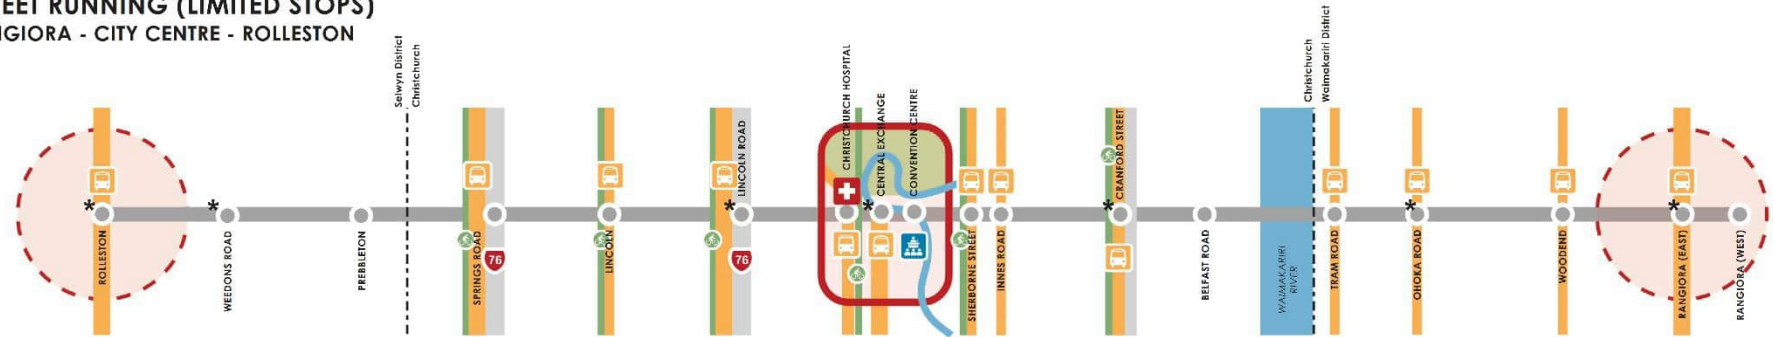 EET RUNNING (LIMITED STOPS)
NGIORA - CITY CENTRE - ROLLESTON
Selwyn District
Christchurch
Christchurch
Waimakariri District
ROLLESTON
*
WEEDONS ROAD
*
PREBBLETON
SPRINGS ROAD
76
LINCOLN
LINCOLN ROAD
*
76
CHRISTCHURCH HOSPITAL
CENTRAL EXCHANGE
*
CONVENTION CENTRE
SHERBORNE STREET
INNES ROAD
CRANFORD STREET
*
BELFAST ROAD
WAIMAKARIRI
RIVER
TRAM ROAD
OHOKA ROAD
*
WOODEND
RANGIORA (EAST)
*
RANGIORA (WEST)